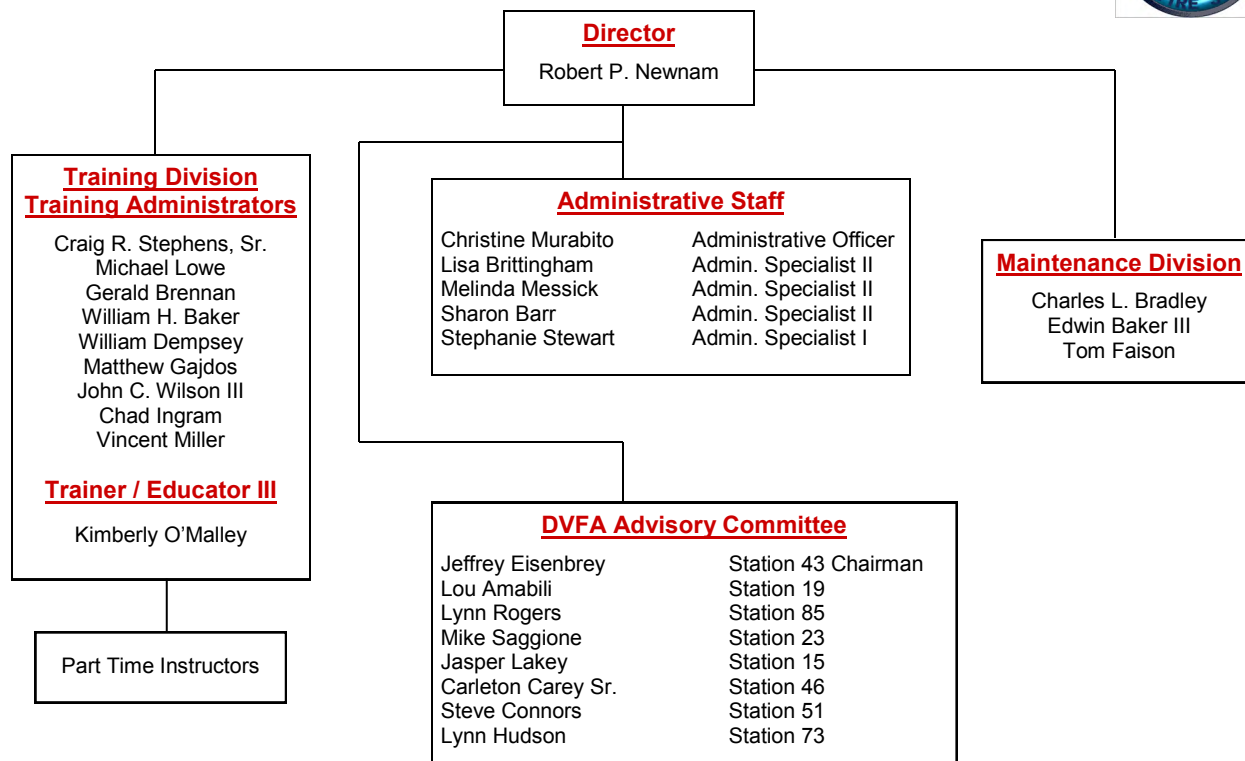 TRE
Director
Robert P. Newnam
Training Division
Training Administrators
Craig R. Stephens, Sr.
Michael Lowe
Gerald Brennan
William H. Baker
William Dempsey
Matthew Gajdos
John C. Wilson III
Chad Ingram
Vincent Miller
Trainer / Educator III
Kimberly O’Malley
Part Time Instructors
Administrative Staff
Christine Murabito Administrative Officer
Lisa Brittingham Admin. Specialist II
Melinda Messick Admin. Specialist II
Sharon Barr Admin. Specialist II
Stephanie Stewart Admin. Specialist I
DVFA Advisory Committee
Jeffrey Eisenbrey Station 43 Chairman
Lou Amabili Station 19
Lynn Rogers Station 85
Mike Saggione Station 23
Jasper Lakey Station 15
Carleton Carey Sr. Station 46
Steve Connors Station 51
Lynn Hudson Station 73
Maintenance Division
Charles L. Bradley
Edwin Baker III
Tom Faison